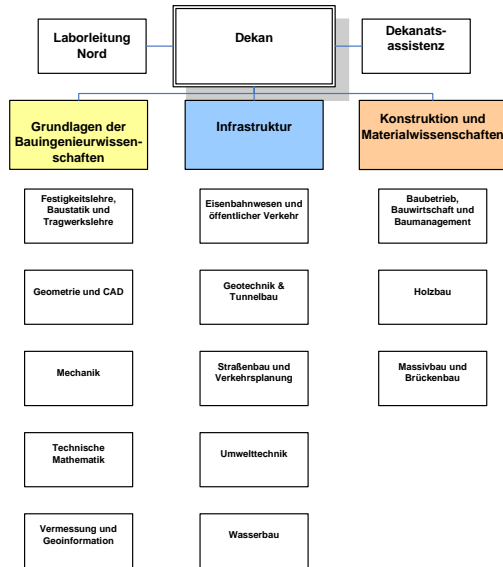 Laborleitung
Nord
Dekan
Dekanats-
assistenz
Grundlagen der
Bauingenieurwissen-
schaften
Infrastruktur
Konstruktion und
Materialwissenschaften
Festigkeitslehre,
Baustatik und
Tragwerkslehre
Eisenbahnwesen und
öffentlicher Verkehr
Baubetrieb,
Bauwirtschaft und
Baumanagement
Geometrie und CAD
Geotechnik &
Tunnelbau
Holzbau
Mechanik
Straßenbau und
Verkehrsplanung
Massivbau und
Brückenbau
Technische
Mathematik
Umwelttechnik
Vermessung und
Geoinformation
Wasserbau